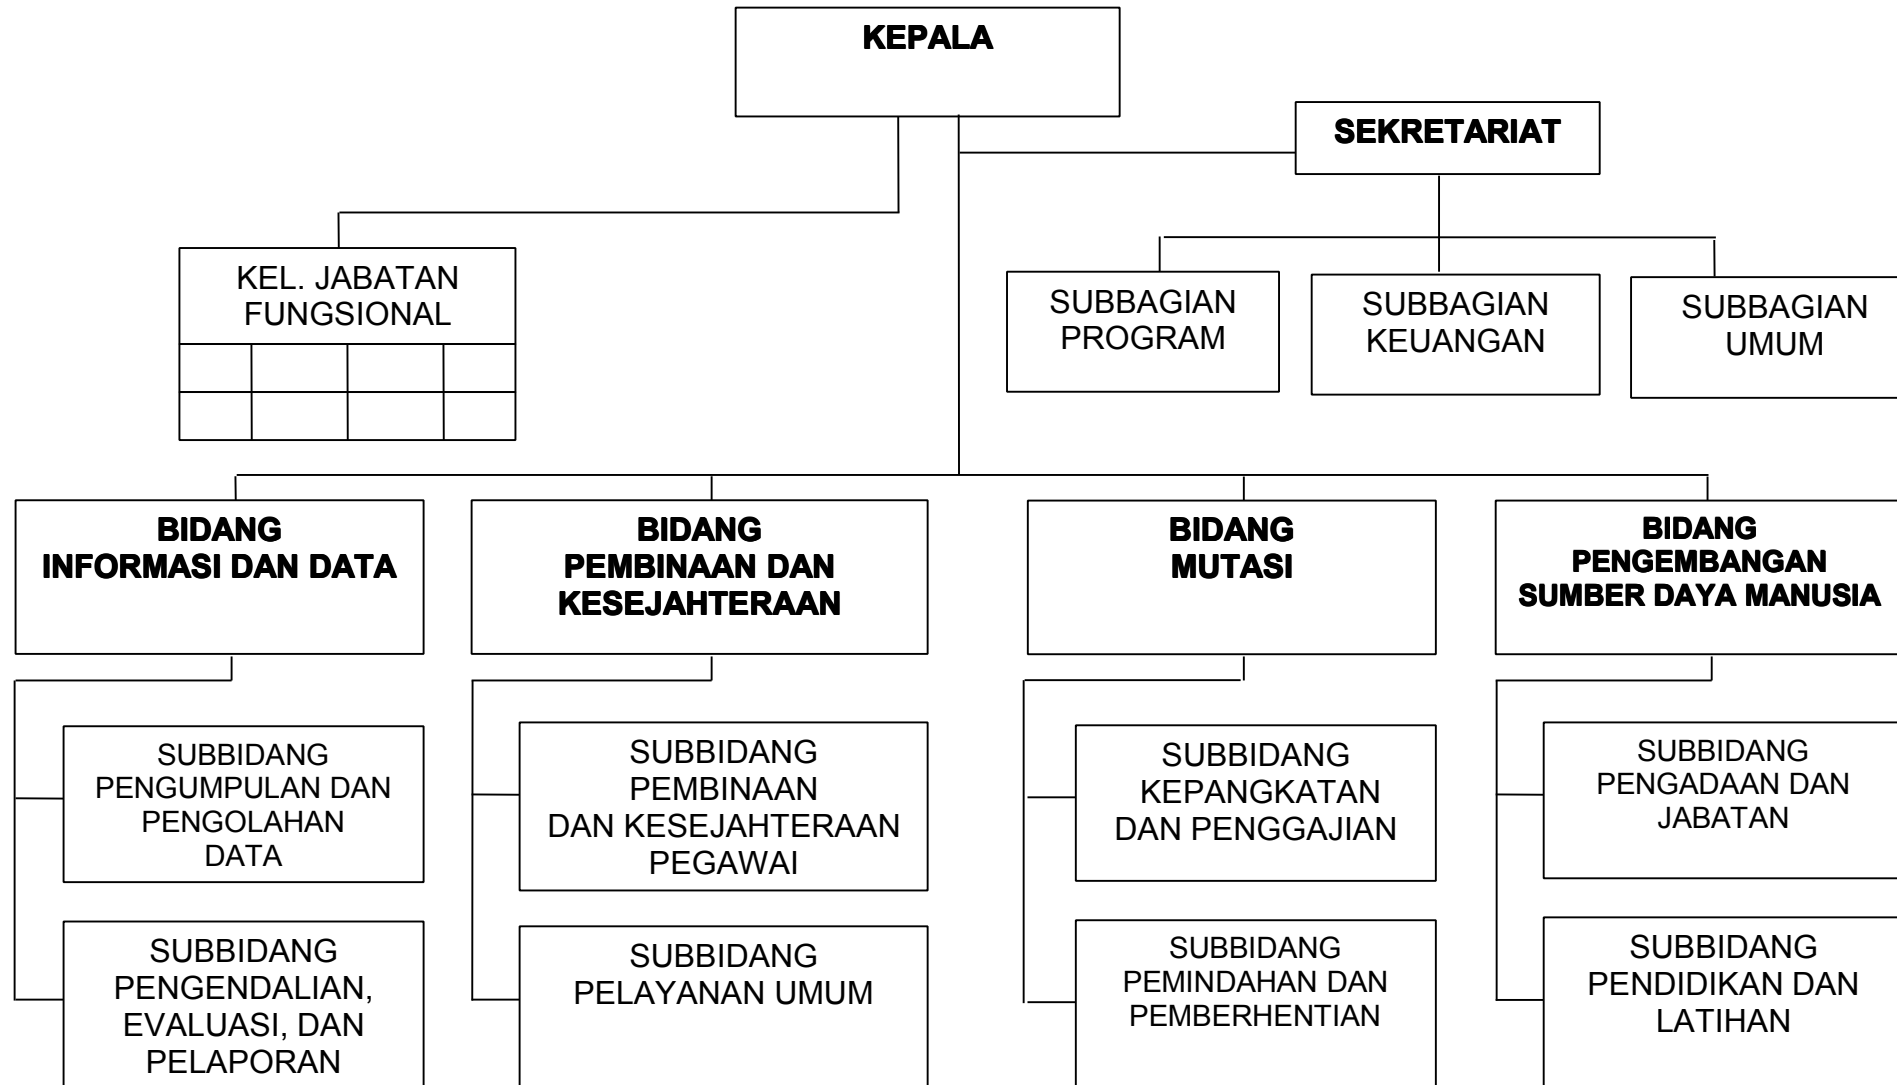 KEPALA
SEKRETARIAT
KEL. JABATAN
FUNGSIONAL
SUBBAGIAN
PROGRAM
SUBBAGIAN
KEUANGAN
SUBBAGIAN
UMUM
BIDANG
INFORMASI DAN DATA
BIDANG
PEMBINAAN DAN
KESEJAHTERAAN
BIDANG
MUTASI
BIDANG
PENGEMBANGAN
SUMBER DAYA MANUSIA
SUBBIDANG
PENGUMPULAN DAN
PENGOLAHAN
DATA
SUBBIDANG
PEMBINAAN
DAN KESEJAHTERAAN
PEGAWAI
SUBBIDANG
KEPANGKATAN
DAN PENGGAJIAN
SUBBIDANG
PENGADAAN DAN
JABATAN
SUBBIDANG
PENGENDALIAN,
EVALUASI, DAN
PELAPORAN
SUBBIDANG
PELAYANAN UMUM
SUBBIDANG
PEMINDAHAN DAN
PEMBERHENTIAN
SUBBIDANG
PENDIDIKAN DAN
LATIHAN